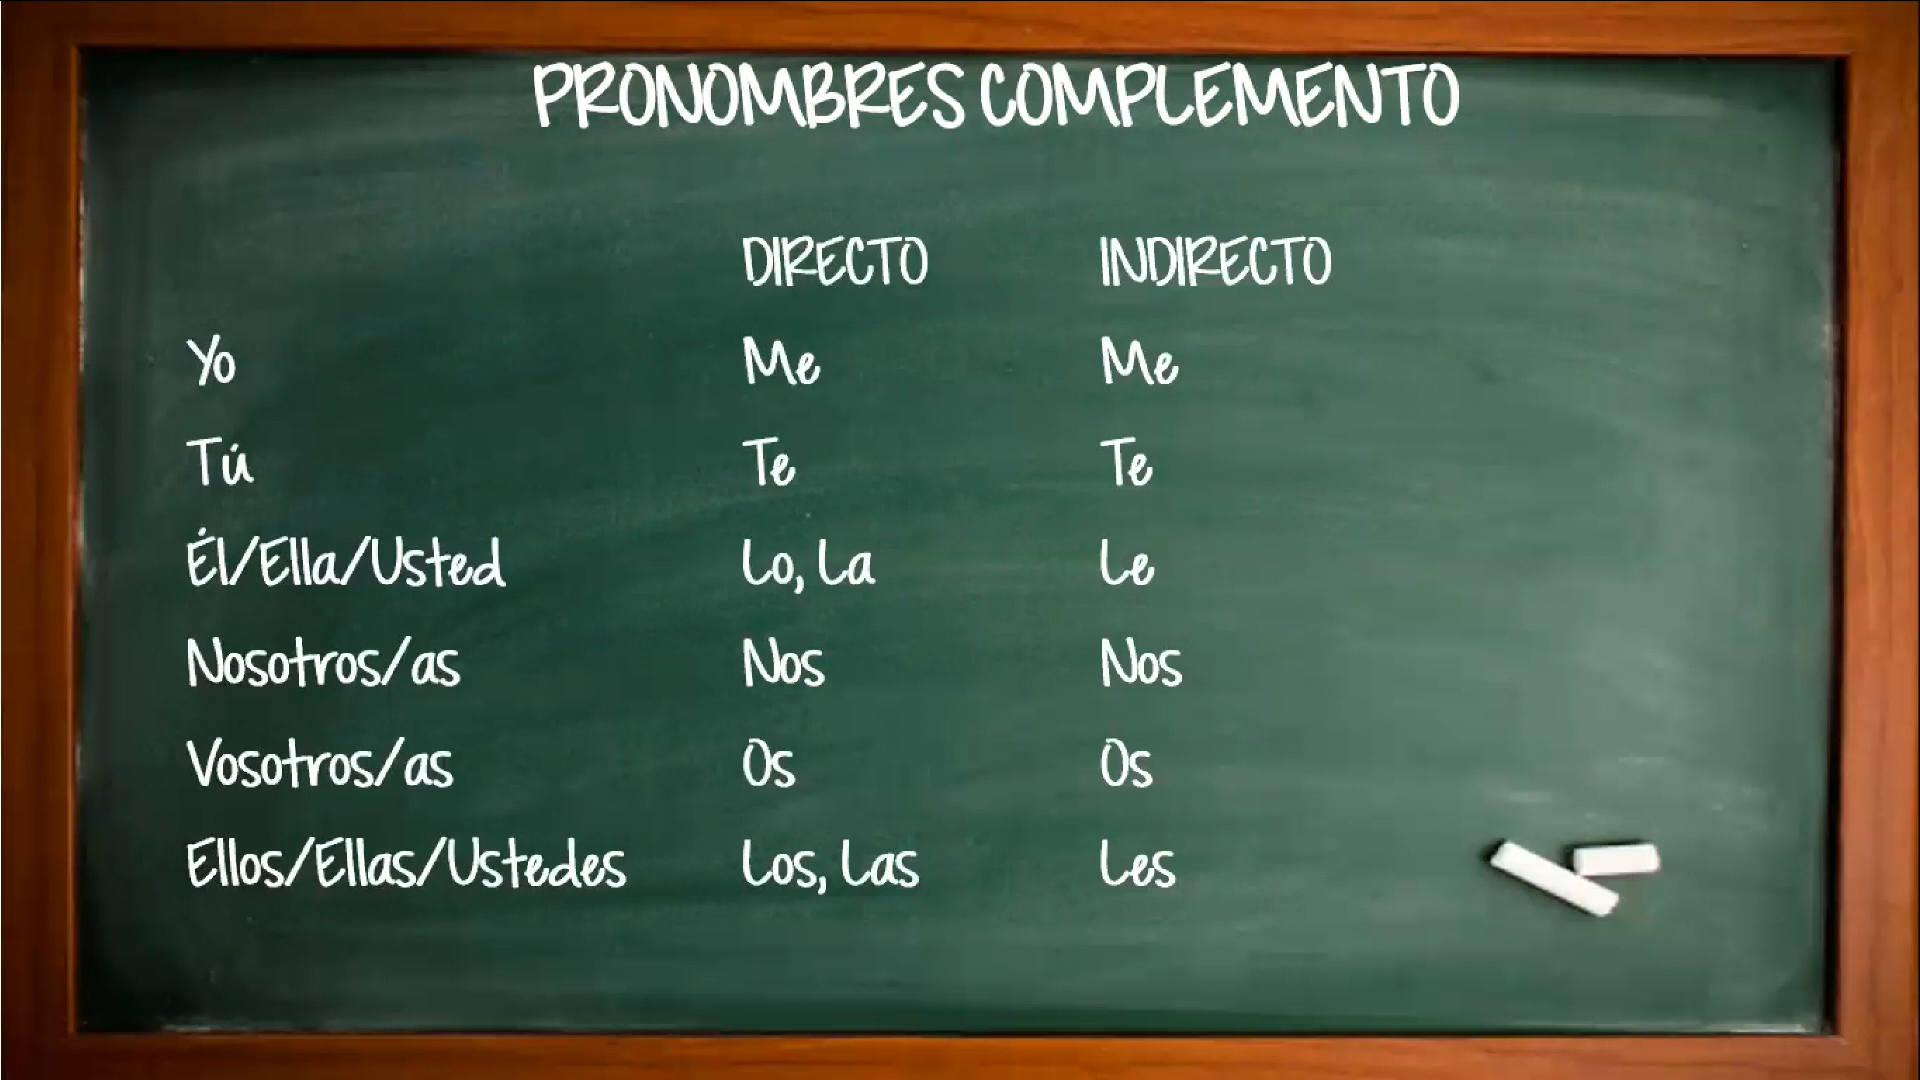 PRONOMBRES COMPLEMENTO
DIRECTO INDIRECTO
Yo Me Me
Tú Te Te
Él/Ella/Usted Lo, La Le
Nosotros/as Nos Nos
Vosotros/as Os Os
Ellos/Ellas/Ustedes Los, Las Les